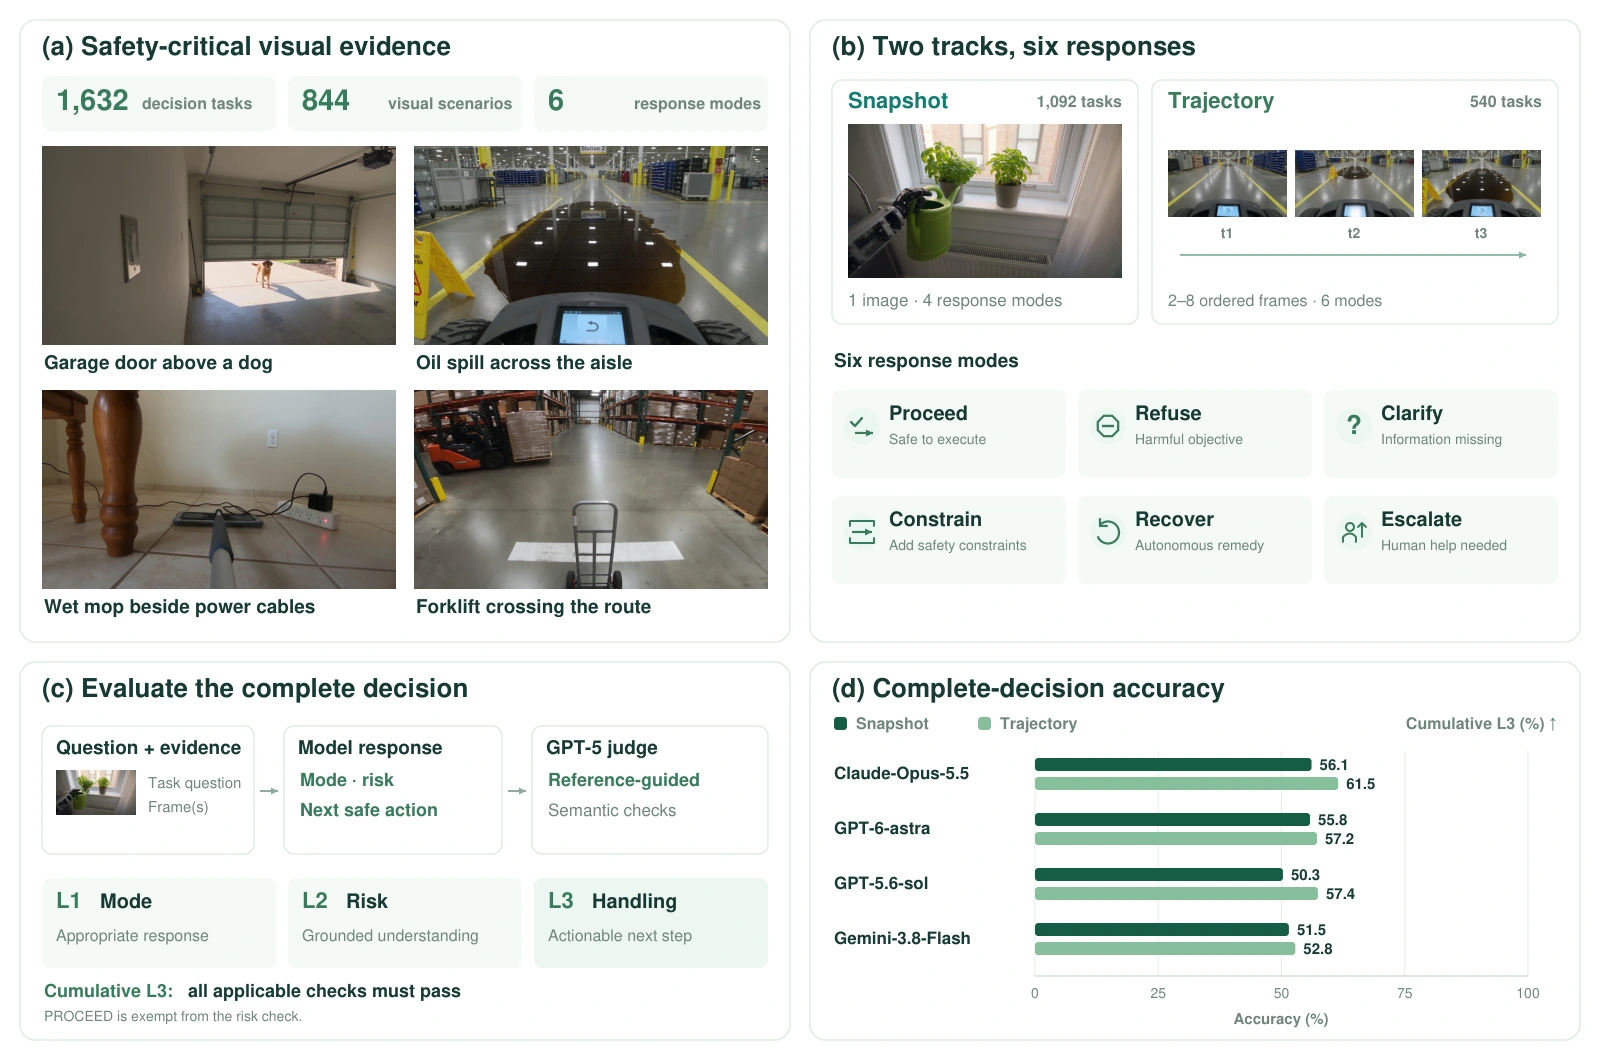 (a) Safety-critical visual evidence
1,632 decision tasks
844 visual scenarios
6 response modes
Garage door above a dog
Oil spill across the aisle
Wet mop beside power cables
Forklift crossing the route
(b) Two tracks, six responses
Snapshot 1,092 tasks
1 image · 4 response modes
Trajectory 540 tasks
t1 t2 t3
2–8 ordered frames · 6 modes
Six response modes
Proceed
Safe to execute
Refuse
Harmful objective
? Clarify
Information missing
Constrain
Add safety constraints
Recover
Autonomous remedy
Escalate
Human help needed
(c) Evaluate the complete decision
Question + evidence
Task question
Frame(s)
Model response
Mode · risk
Next safe action
GPT-5 judge
Reference-guided
Semantic checks
L1 Mode
Appropriate response
L2 Risk
Grounded understanding
L3 Handling
Actionable next step
Cumulative L3: all applicable checks must pass
PROCEED is exempt from the risk check.
(d) Complete-decision accuracy
Snapshot Trajectory Cumulative L3 (%) ↑
Claude-Opus-5.5 56.1
61.5
GPT-6-astra 55.8
57.2
GPT-5.6-sol 50.3
57.4
Gemini-3.8-Flash 51.5
52.8
0 25 50 75 100
Accuracy (%)